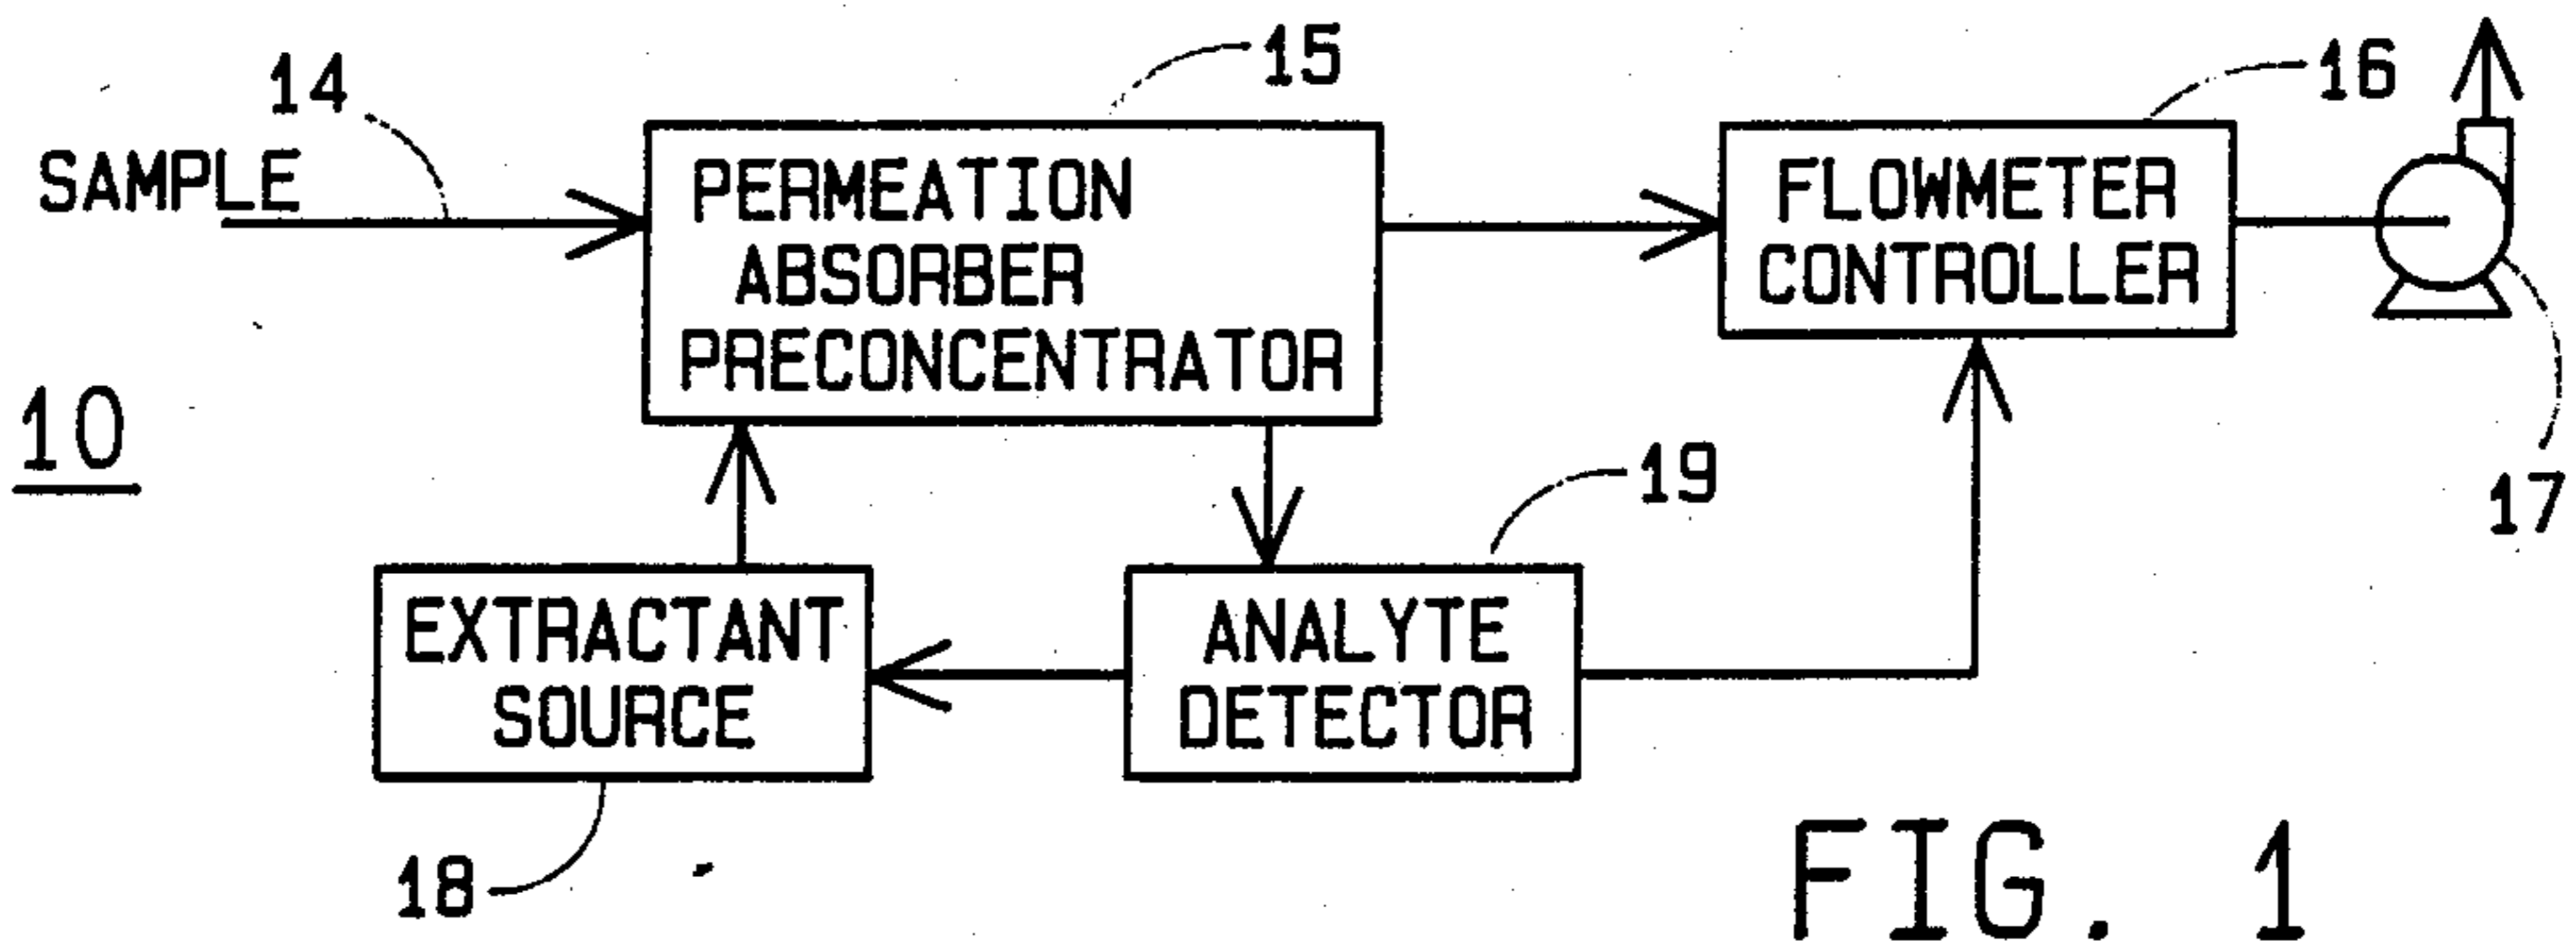 15
16
14
SAMPLE
PERMEATION
ABSORBER
PRECONCENTRATOR
FLOWMETER
CONTROLLER
10
19
17
EXTRACTANT
SOURCE
ANALYTE
DETECTOR
18
FIG. 1